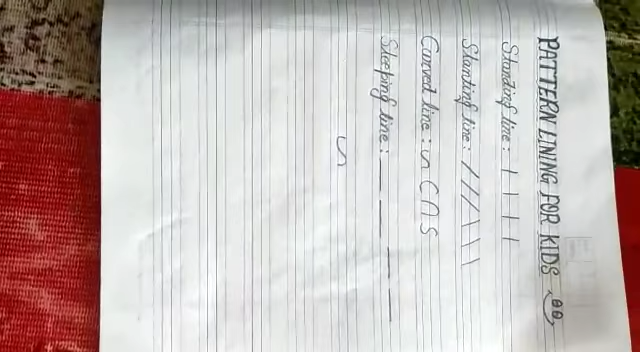 PATTERN LINING FOR KIDS
Standing line : | | | |
Slanting line : / / / \ \ \
Curved line : ᔕ C ∩ S
Sleeping line : — — — —
ᔕ